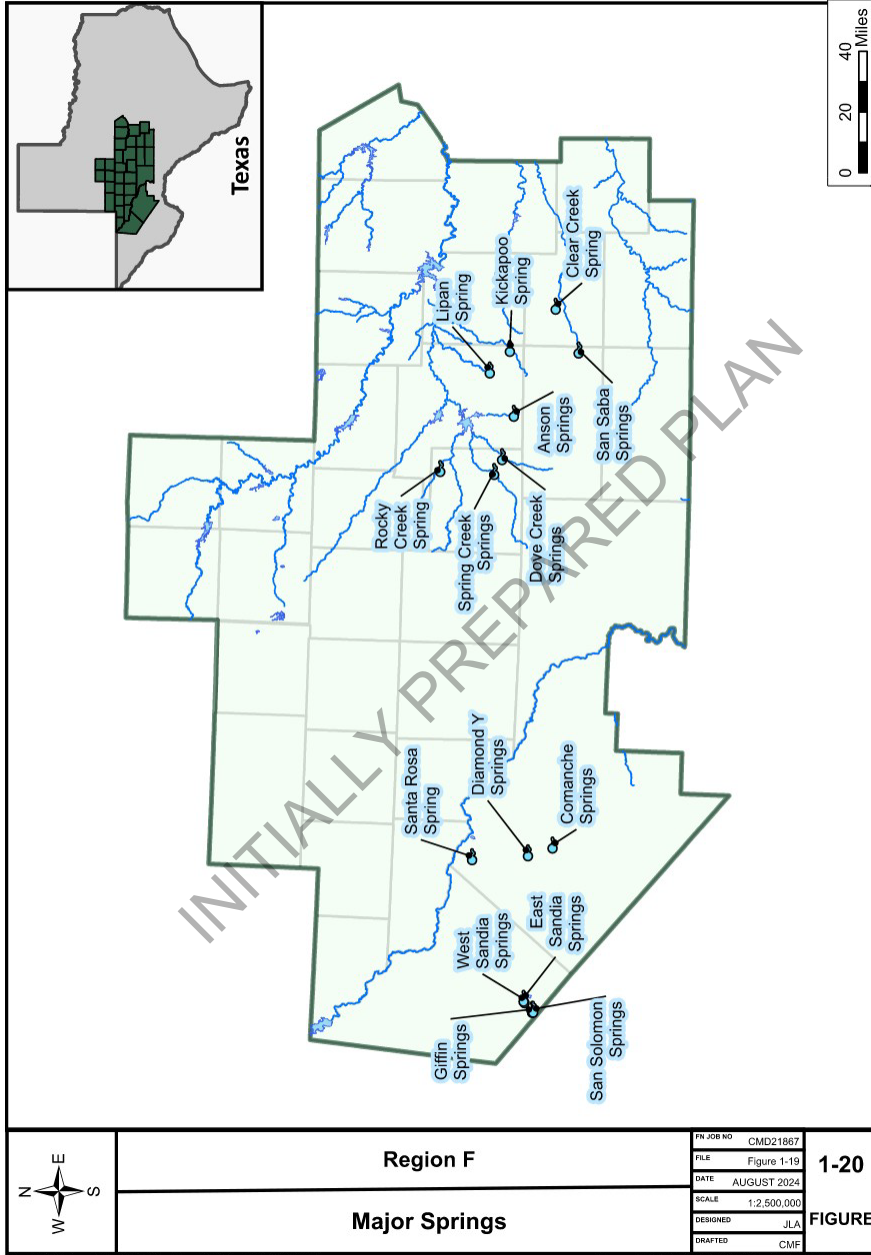 Texas
0 20 40
Miles
Lipan
Spring
Kickapoo
Spring
Clear Creek
Spring
Anson
Springs
San Saba
Springs
Rocky
Creek
Spring
Spring Creek
Springs
Dove Creek
Springs
Santa Rosa
Spring
Diamond Y
Springs
Comanche
Springs
West
Sandia
Springs
East
Sandia
Springs
Giffin
Springs
San Solomon
Springs
INITIALLY PREPARED PLAN
N
W E
S
Region F
Major Springs
FN JOB NO CMD21867
FILE Figure 1-19
DATE AUGUST 2024
SCALE 1:2,500,000
DESIGNED JLA
DRAFTED CMF
1-20
FIGURE